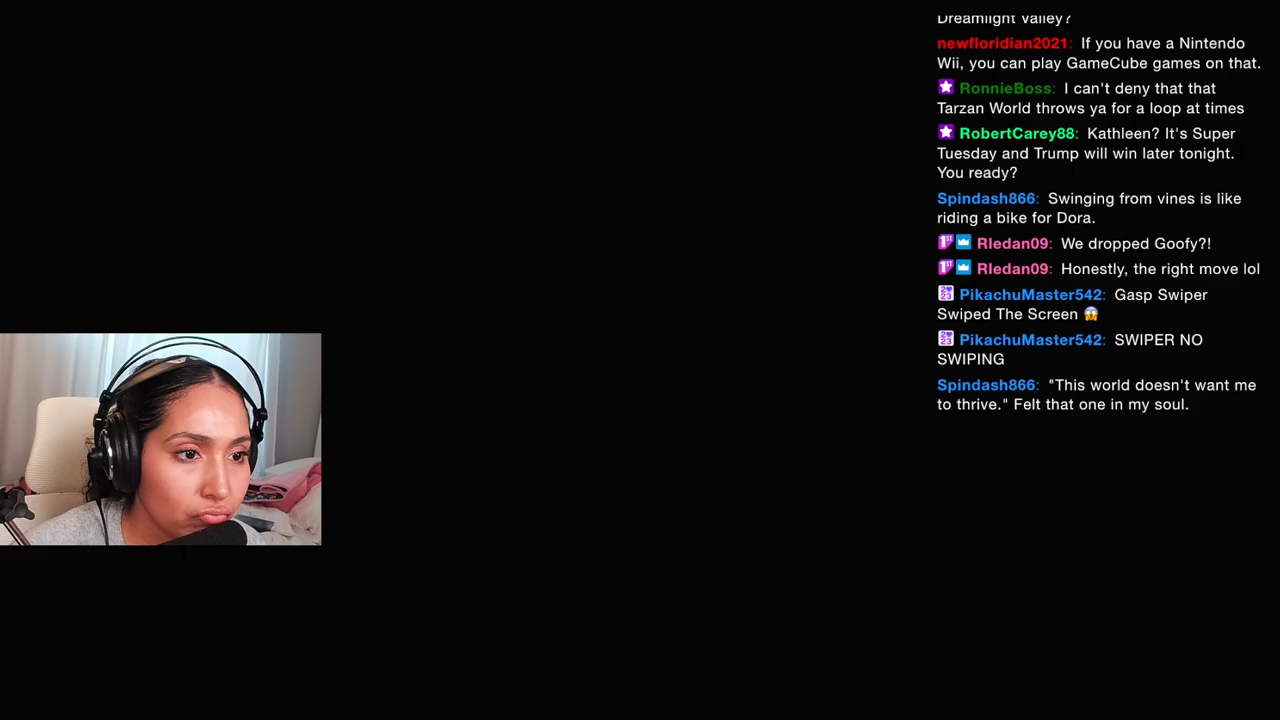 Dreamlight Valley?
newfloridian2021: If you have a Nintendo
Wii, you can play GameCube games on that.
RonnieBoss: I can't deny that that
Tarzan World throws ya for a loop at times
RobertCarey88: Kathleen? It's Super
Tuesday and Trump will win later tonight.
You ready?
Spindash866: Swinging from vines is like
riding a bike for Dora.
1ST Rledan09: We dropped Goofy?!
1ST Rledan09: Honestly, the right move lol
PikachuMaster542: Gasp Swiper
Swiped The Screen 😱
PikachuMaster542: SWIPER NO
SWIPING
Spindash866: "This world doesn't want me
to thrive." Felt that one in my soul.